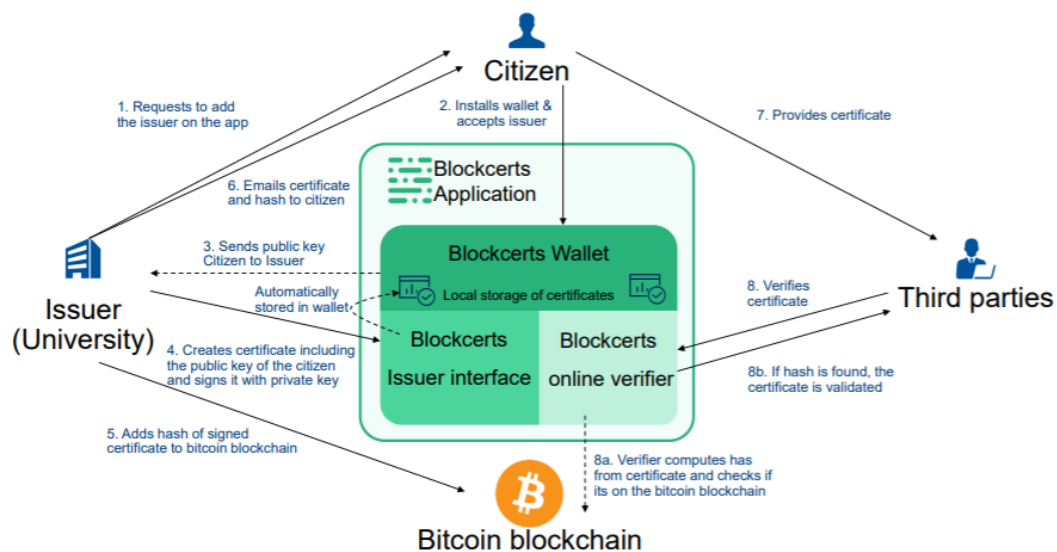 Citizen
1. Requests to add
the issuer on the app
2. Installs wallet &
accepts issuer
7. Provides certificate
Blockcerts
Application
6. Emails certificate
and hash to citizen
3. Sends public key
Citizen to Issuer
Blockcerts Wallet
Local storage of certificates
Automatically
stored in wallet
Issuer
(University)
Third parties
8. Verifies
certificate
Blockcerts
Issuer interface
Blockcerts
online verifier
4. Creates certificate including
the public key of the citizen
and signs it with private key
8b. If hash is found, the
certificate is validated
5. Adds hash of signed
certificate to bitcoin blockchain
8a. Verifier computes has
from certificate and checks if
its on the bitcoin blockchain
Bitcoin blockchain